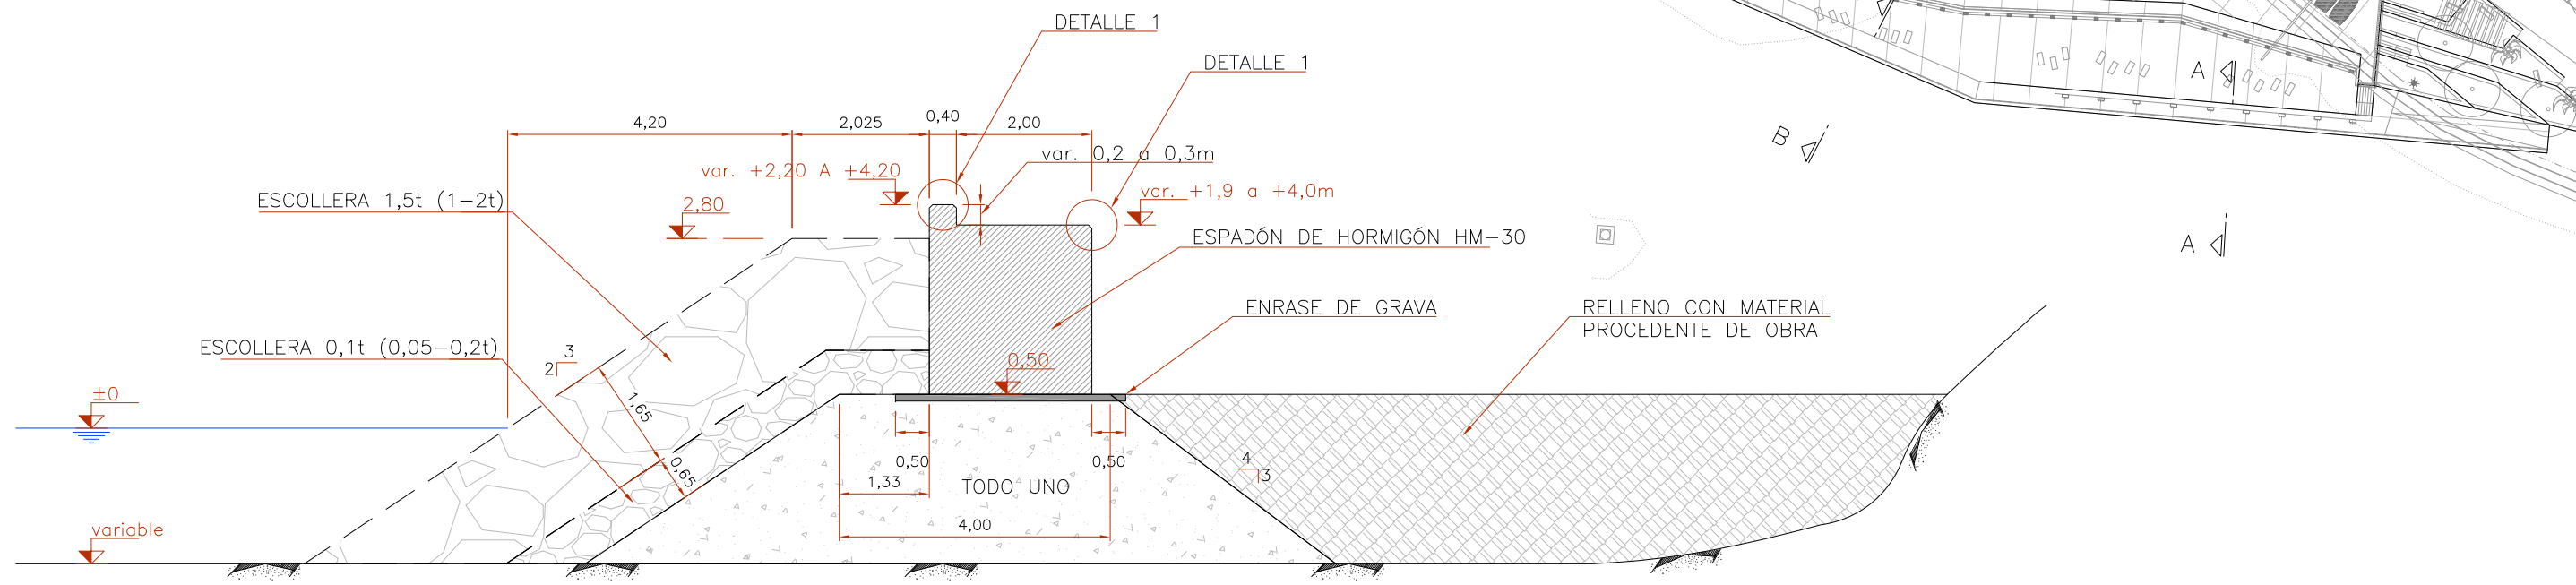 DETALLE 1
DETALLE 1
A
4,20
2,025
0,40
2,00
B
var. 0,2 a 0,3m
var. +2,20 A +4,20
var. +1,9 a +4,0m
ESCOLLERA 1,5t (1-2t)
2,80
ESPADÓN DE HORMIGÓN HM-30
A
ENRASE DE GRAVA
RELLENO CON MATERIAL
PROCEDENTE DE OBRA
ESCOLLERA 0,1t (0,05-0,2t)
3
2
0,50
±0
1,65
0,65
0,50
0,50
4
3
1,33
TODO UNO
4,00
variable